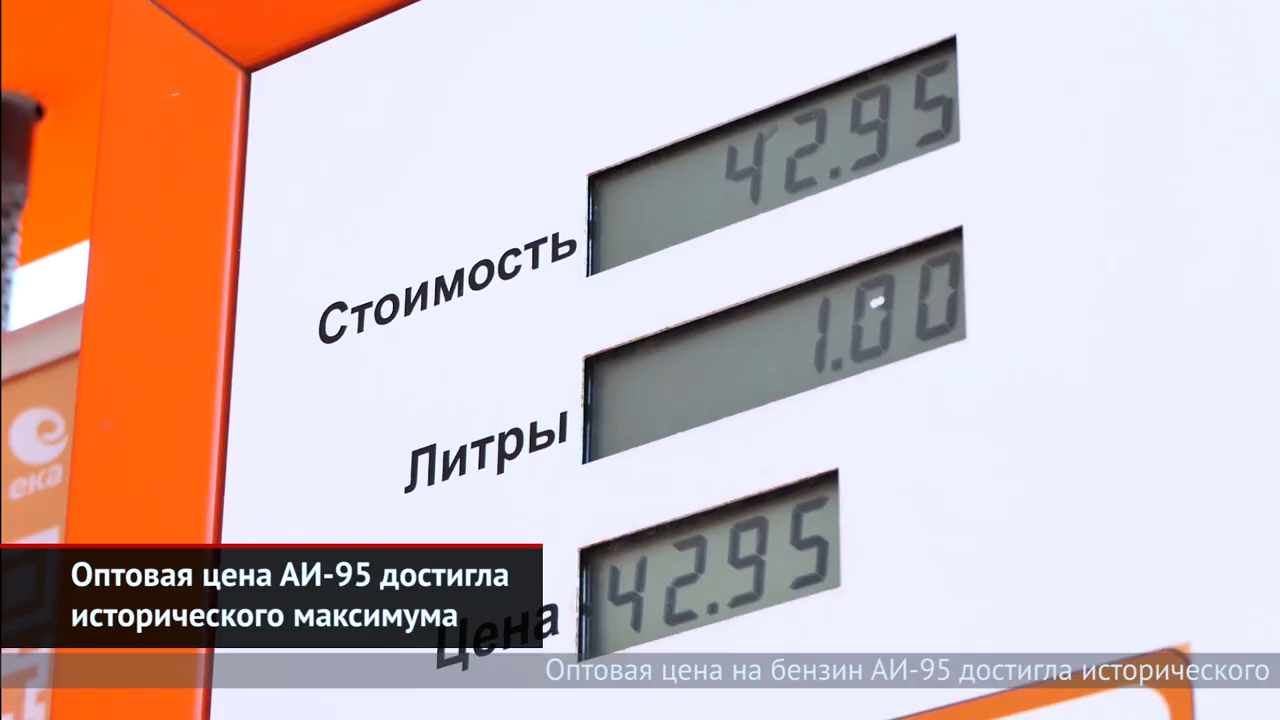 42.95
Стоимость
1.00
Литры
42.95
Цена
ека
Оптовая цена АИ-95 достигла
исторического максимума
Оптовая цена на бензин АИ-95 достигла исторического